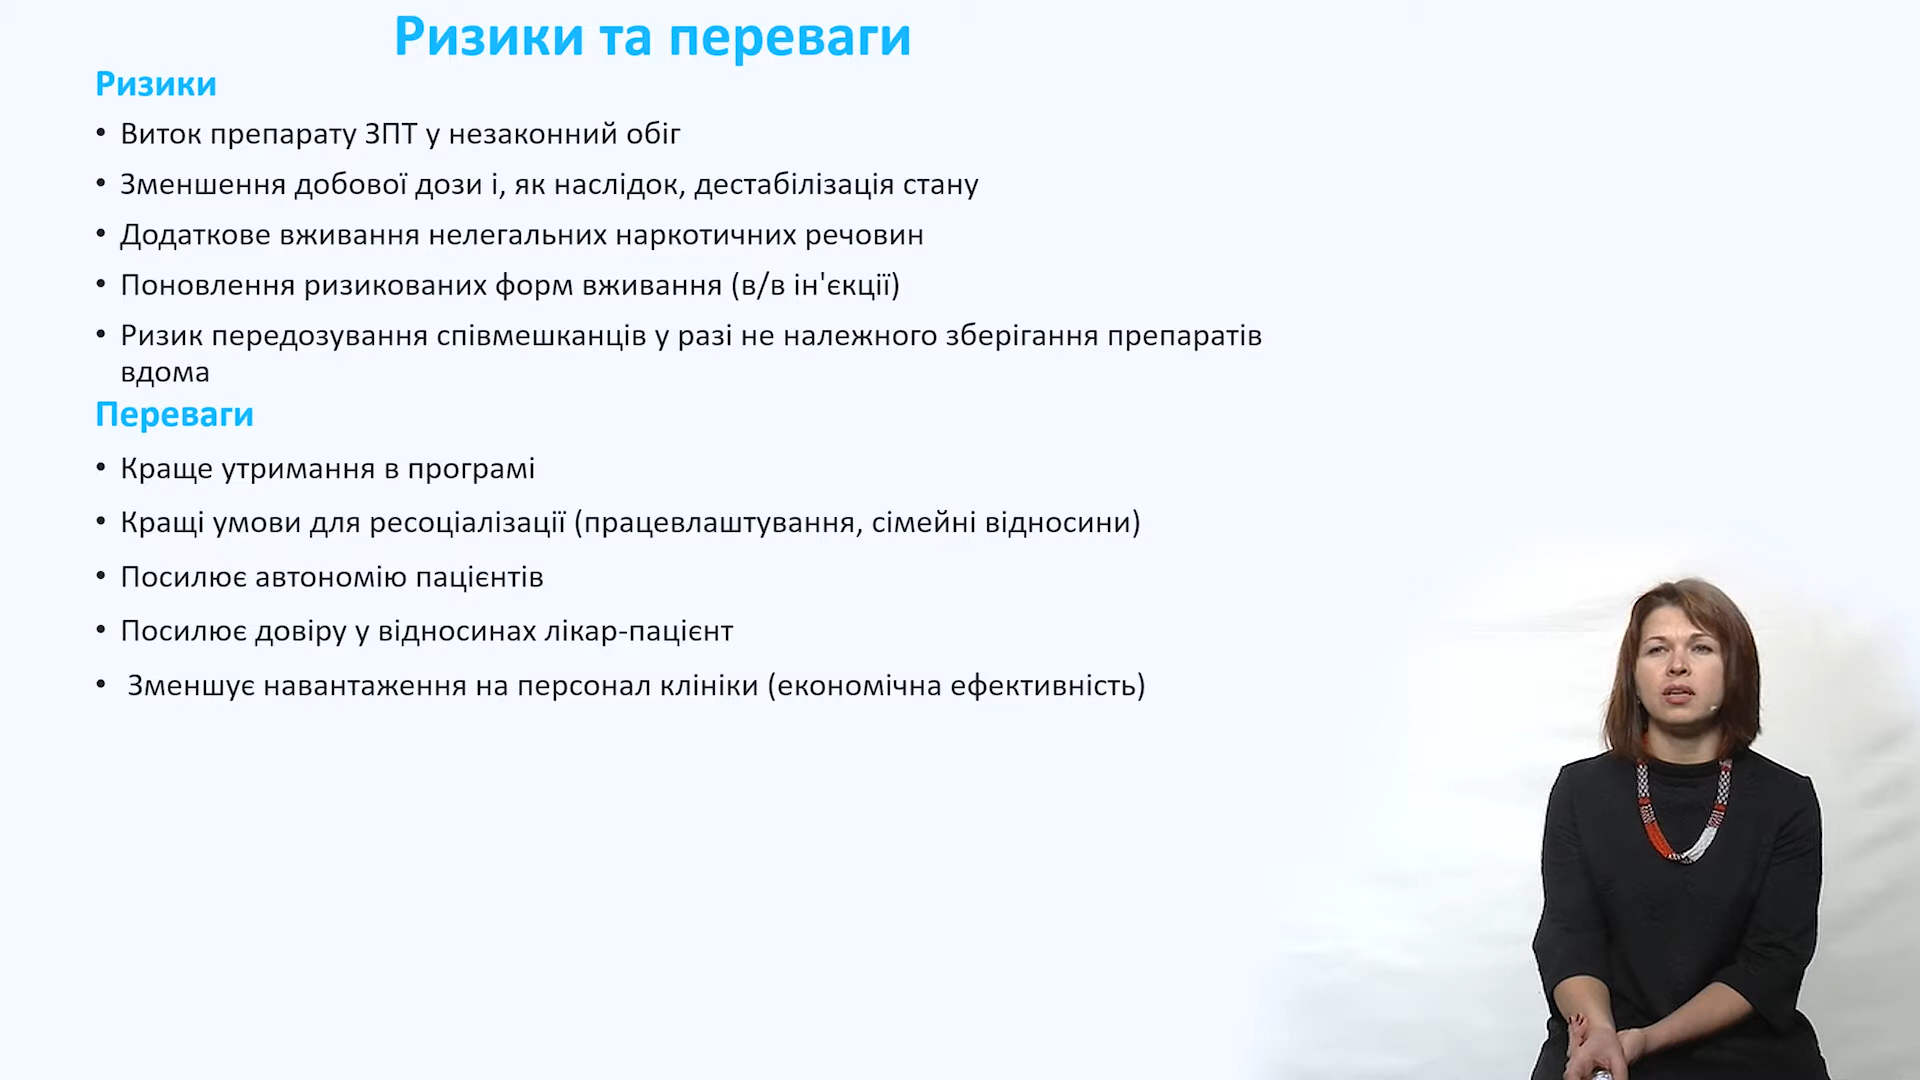 Ризики та переваги
Ризики
• Виток препарату ЗПТ у незаконний обіг
• Зменшення добової дози і, як наслідок, дестабілізація стану
• Додаткове вживання нелегальних наркотичних речовин
• Поновлення ризикованих форм вживання (в/в ін'єкції)
• Ризик передозування співмешканців у разі не належного зберігання препаратів
вдома
Переваги
• Краще утримання в програмі
• Кращі умови для ресоціалізації (працевлаштування, сімейні відносини)
• Посилює автономію пацієнтів
• Посилює довіру у відносинах лікар-пацієнт
• Зменшує навантаження на персонал клініки (економічна ефективність)